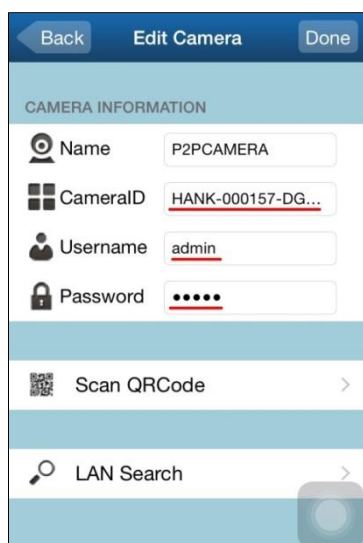 Back Edit Camera Done
CAMERA INFORMATION
Name P2PCAMERA
CameraID HANK-000157-DG...
Username admin
Password •••••
Scan QRCode
LAN Search